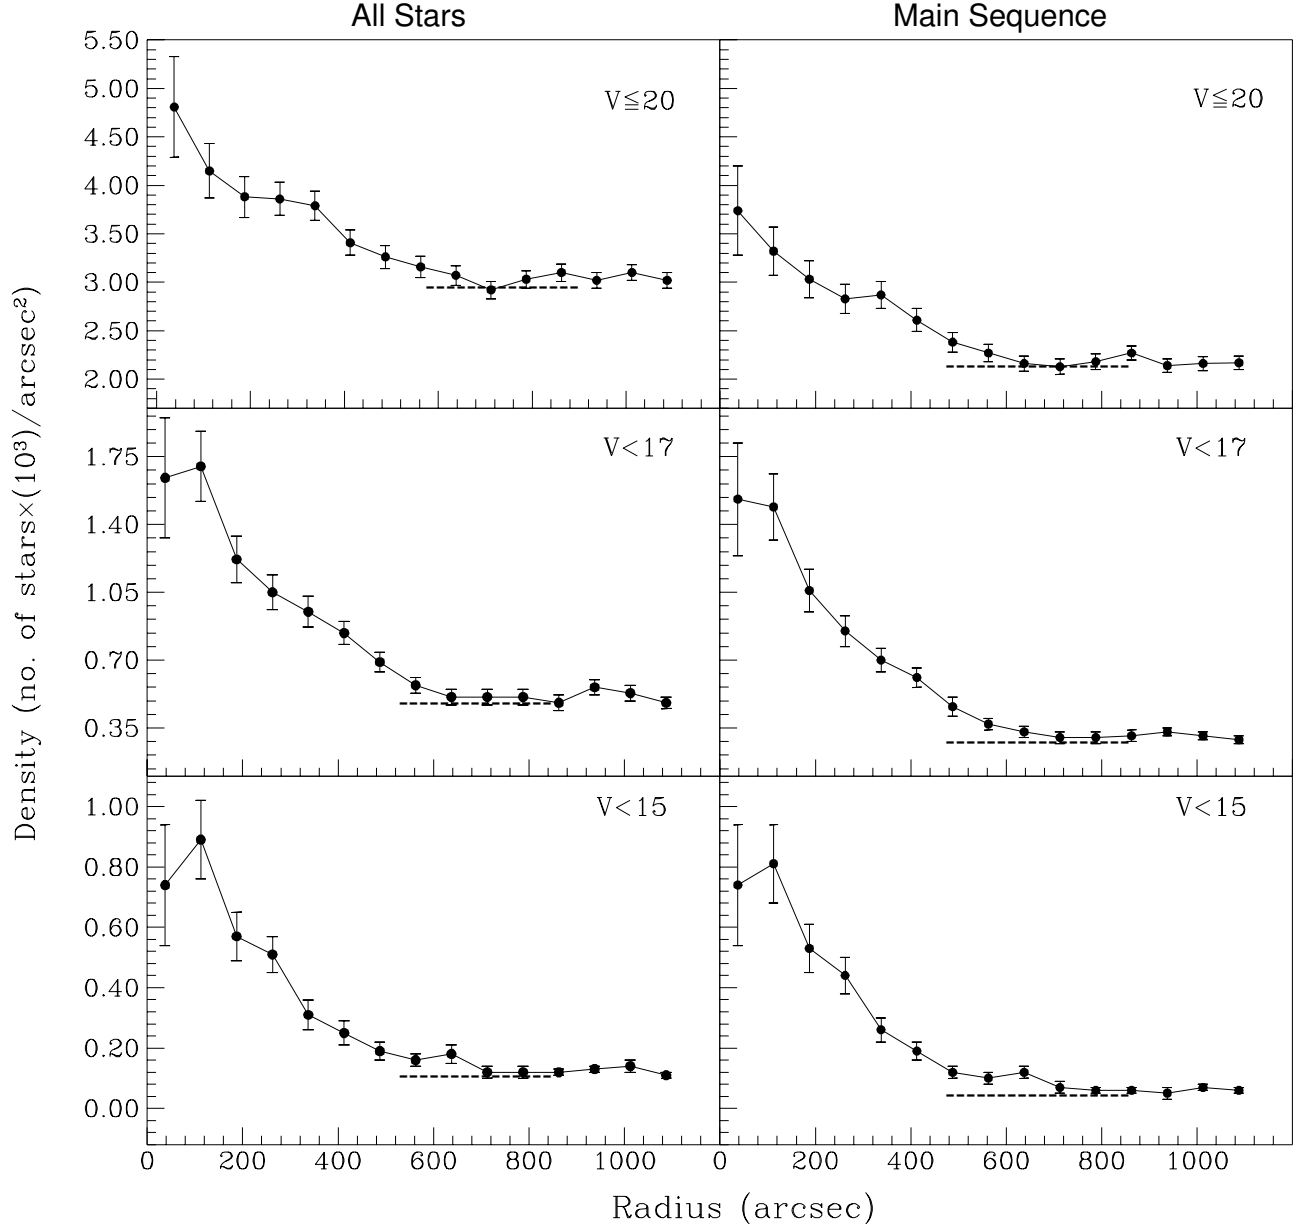 All Stars Main Sequence
5.50
5.00
4.50
4.00
3.50
3.00
2.50
2.00
V≦20 V≦20
1.75
1.40
1.05
0.70
0.35
V<17 V<17
1.00
0.80
0.60
0.40
0.20
0.00
V<15 V<15
0 200 400 600 800 1000 0 200 400 600 800 1000
Radius (arcsec)
Density (no. of stars×(10³)/arcsec²)